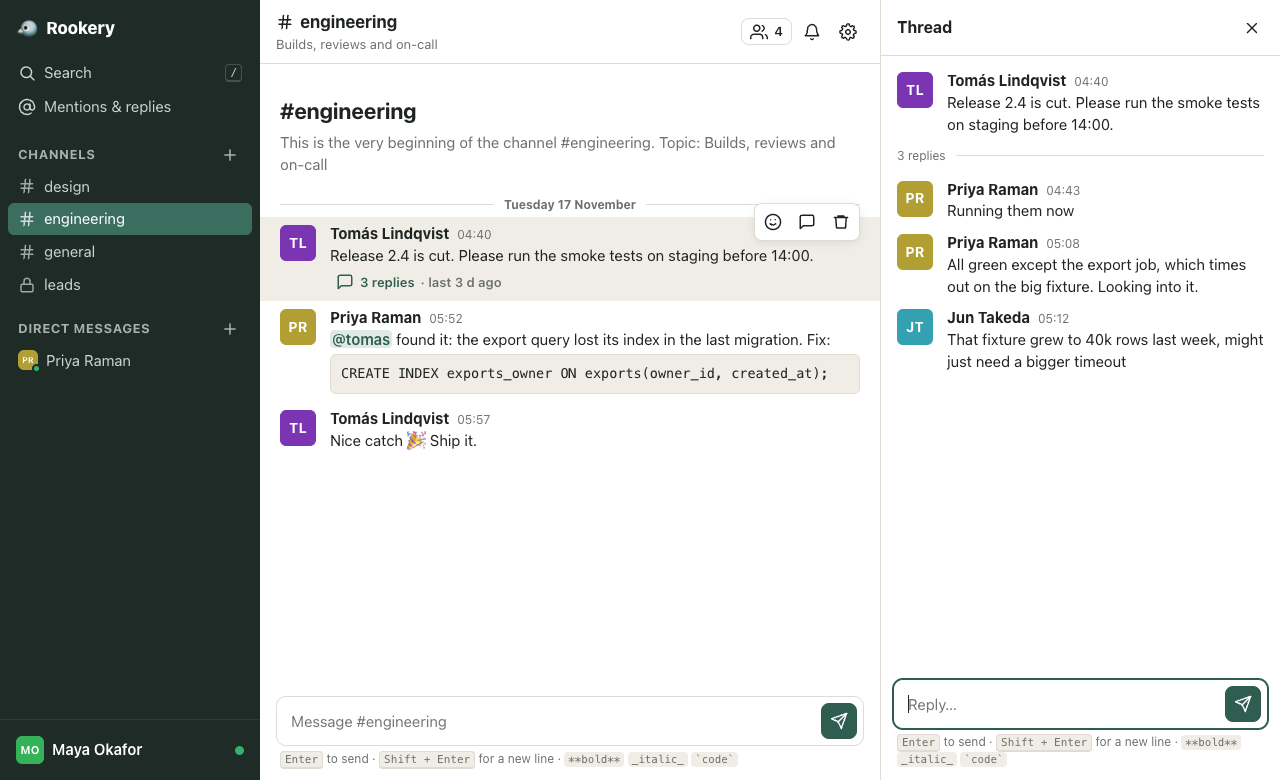 Rookery
Search /
Mentions & replies
CHANNELS
design
engineering
general
leads
DIRECT MESSAGES
PR Priya Raman
MO Maya Okafor
# engineering
Builds, reviews and on-call
4
#engineering
This is the very beginning of the channel #engineering. Topic: Builds, reviews and
on-call
Tuesday 17 November
TL Tomás Lindqvist 04:40
Release 2.4 is cut. Please run the smoke tests on staging before 14:00.
3 replies · last 3 d ago
PR Priya Raman 05:52
@tomas found it: the export query lost its index in the last migration. Fix:
CREATE INDEX exports_owner ON exports(owner_id, created_at);
TL Tomás Lindqvist 05:57
Nice catch 🎉 Ship it.
Message #engineering
Enter to send · Shift + Enter for a new line · **bold** _italic_ `code`
Thread
TL Tomás Lindqvist 04:40
Release 2.4 is cut. Please run the smoke tests
on staging before 14:00.
3 replies
PR Priya Raman 04:43
Running them now
PR Priya Raman 05:08
All green except the export job, which times
out on the big fixture. Looking into it.
JT Jun Takeda 05:12
That fixture grew to 40k rows last week, might
just need a bigger timeout
Reply...
Enter to send · Shift + Enter for a new line · **bold**
_italic_ `code`